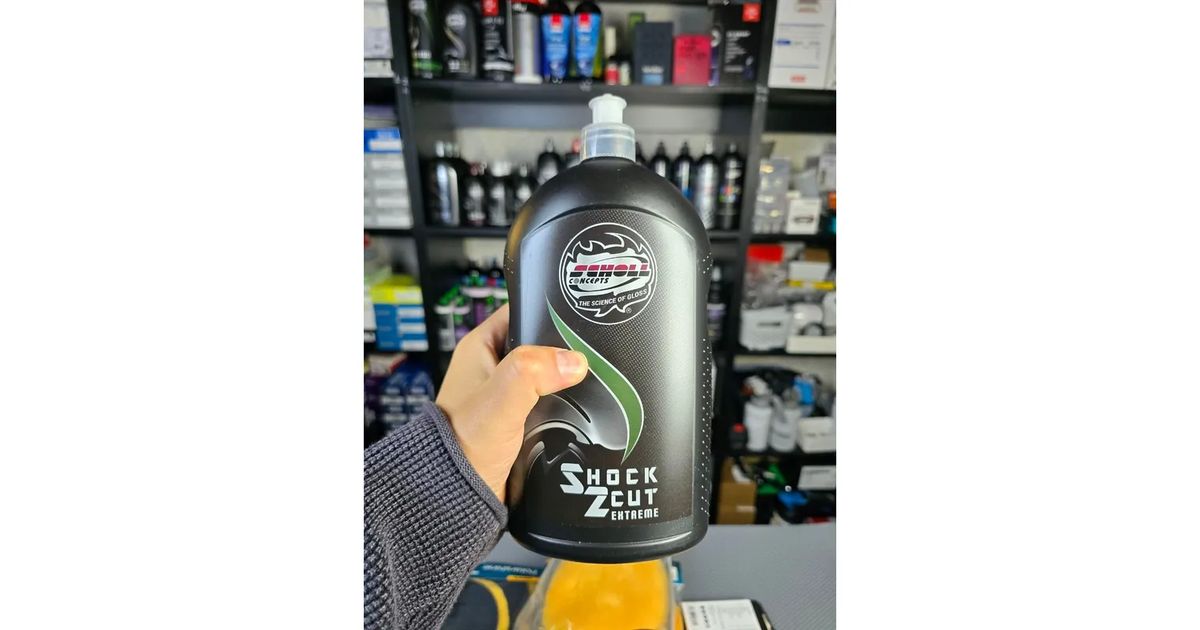 SCHOLL
CONCEPTS
THE SCIENCE OF GLOSS
®
SHOCK
2CUT
EXTREME